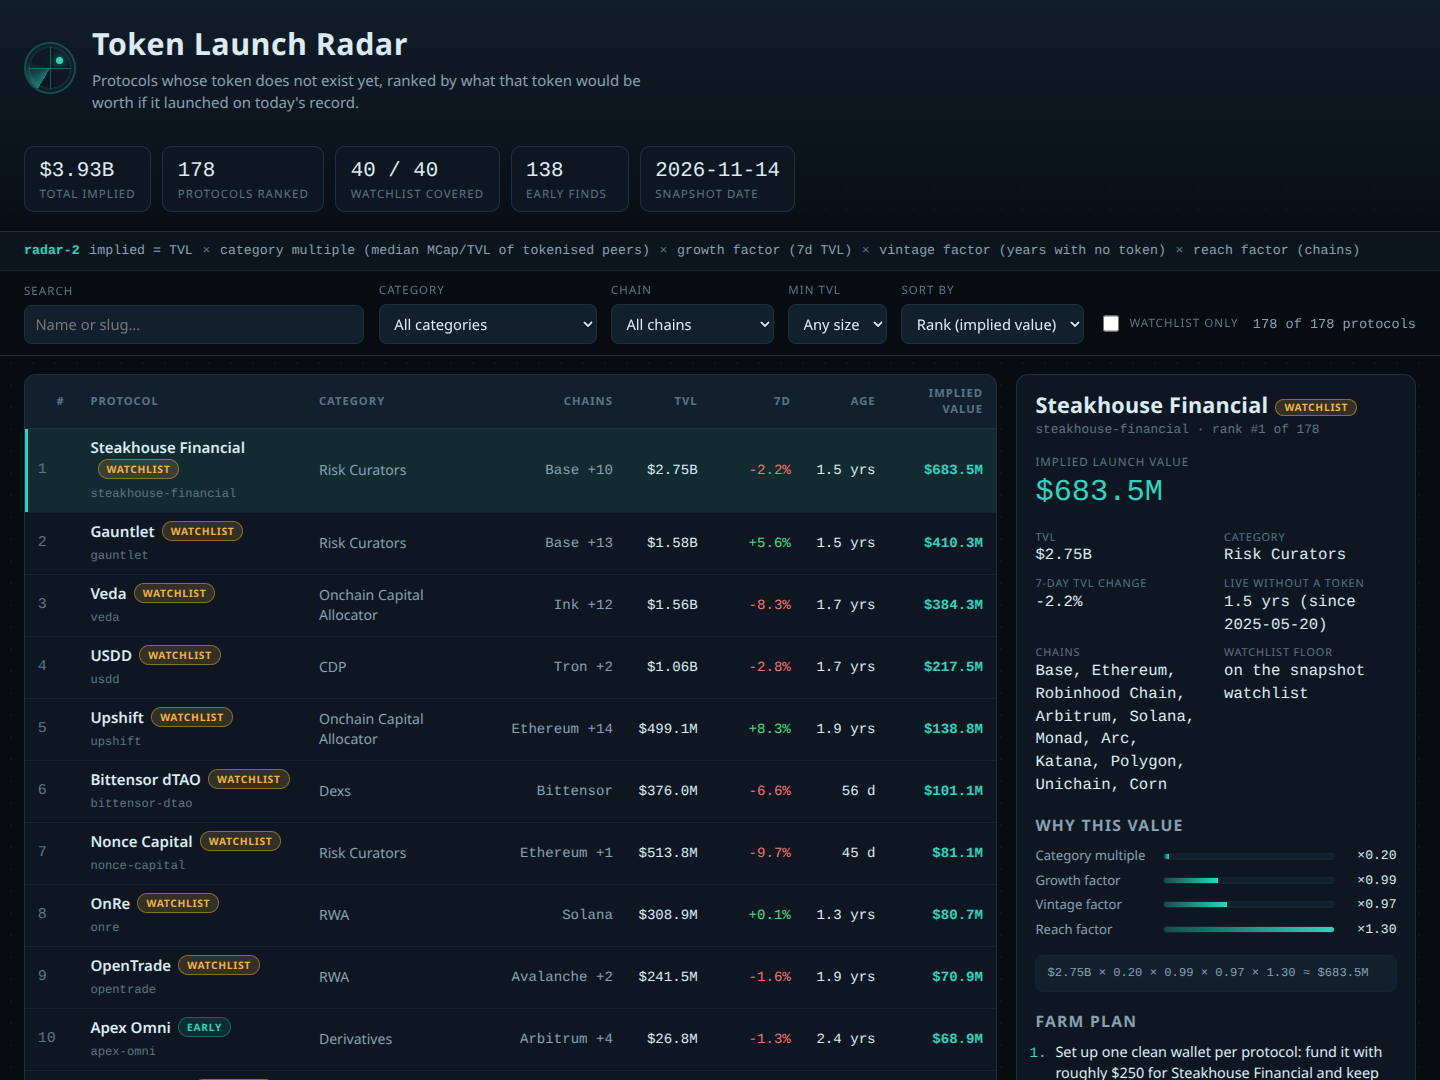 Token Launch Radar
Protocols whose token does not exist yet, ranked by what that token would be
worth if it launched on today's record.
$3.93B
TOTAL IMPLIED
178
PROTOCOLS RANKED
40 / 40
WATCHLIST COVERED
138
EARLY FINDS
2026-11-14
SNAPSHOT DATE
radar-2 implied = TVL × category multiple (median MCap/TVL of tokenised peers) × growth factor (7d TVL) × vintage factor (years with no token) × reach factor (chains)
SEARCH
Name or slug...
CATEGORY
All categories
CHAIN
All chains
MIN TVL
Any size
SORT BY
Rank (implied value)
WATCHLIST ONLY
178 of 178 protocols
# PROTOCOL CATEGORY CHAINS TVL 7D AGE IMPLIED VALUE
1 Steakhouse Financial WATCHLIST steakhouse-financial Risk Curators Base +10 $2.75B -2.2% 1.5 yrs $683.5M
2 Gauntlet WATCHLIST gauntlet Risk Curators Base +13 $1.58B +5.6% 1.5 yrs $410.3M
3 Veda WATCHLIST veda Onchain Capital Allocator Ink +12 $1.56B -8.3% 1.7 yrs $384.3M
4 USDD WATCHLIST usdd CDP Tron +2 $1.06B -2.8% 1.7 yrs $217.5M
5 Upshift WATCHLIST upshift Onchain Capital Allocator Ethereum +14 $499.1M +8.3% 1.9 yrs $138.8M
6 Bittensor dTAO WATCHLIST bittensor-dtao Dexs Bittensor $376.0M -6.6% 56 d $101.1M
7 Nonce Capital WATCHLIST nonce-capital Risk Curators Ethereum +1 $513.8M -9.7% 45 d $81.1M
8 OnRe WATCHLIST onre RWA Solana $308.9M +0.1% 1.3 yrs $80.7M
9 OpenTrade WATCHLIST opentrade RWA Avalanche +2 $241.5M -1.6% 1.9 yrs $70.9M
10 Apex Omni EARLY apex-omni Derivatives Arbitrum +4 $26.8M -1.3% 2.4 yrs $68.9M
Steakhouse Financial WATCHLIST
steakhouse-financial · rank #1 of 178
IMPLIED LAUNCH VALUE
$683.5M
TVL
$2.75B
CATEGORY
Risk Curators
7-DAY TVL CHANGE
-2.2%
LIVE WITHOUT A TOKEN
1.5 yrs (since
2025-05-20)
CHAINS
Base, Ethereum,
Robinhood Chain,
Arbitrum, Solana,
Monad, Arc,
Katana, Polygon,
Unichain, Corn
WATCHLIST FLOOR
on the snapshot
watchlist
WHY THIS VALUE
Category multiple ×0.20
Growth factor ×0.99
Vintage factor ×0.97
Reach factor ×1.30
$2.75B × 0.20 × 0.99 × 0.97 × 1.30 ≈ $683.5M
FARM PLAN
1. Set up one clean wallet per protocol: fund it with
roughly $250 for Steakhouse Financial and keep